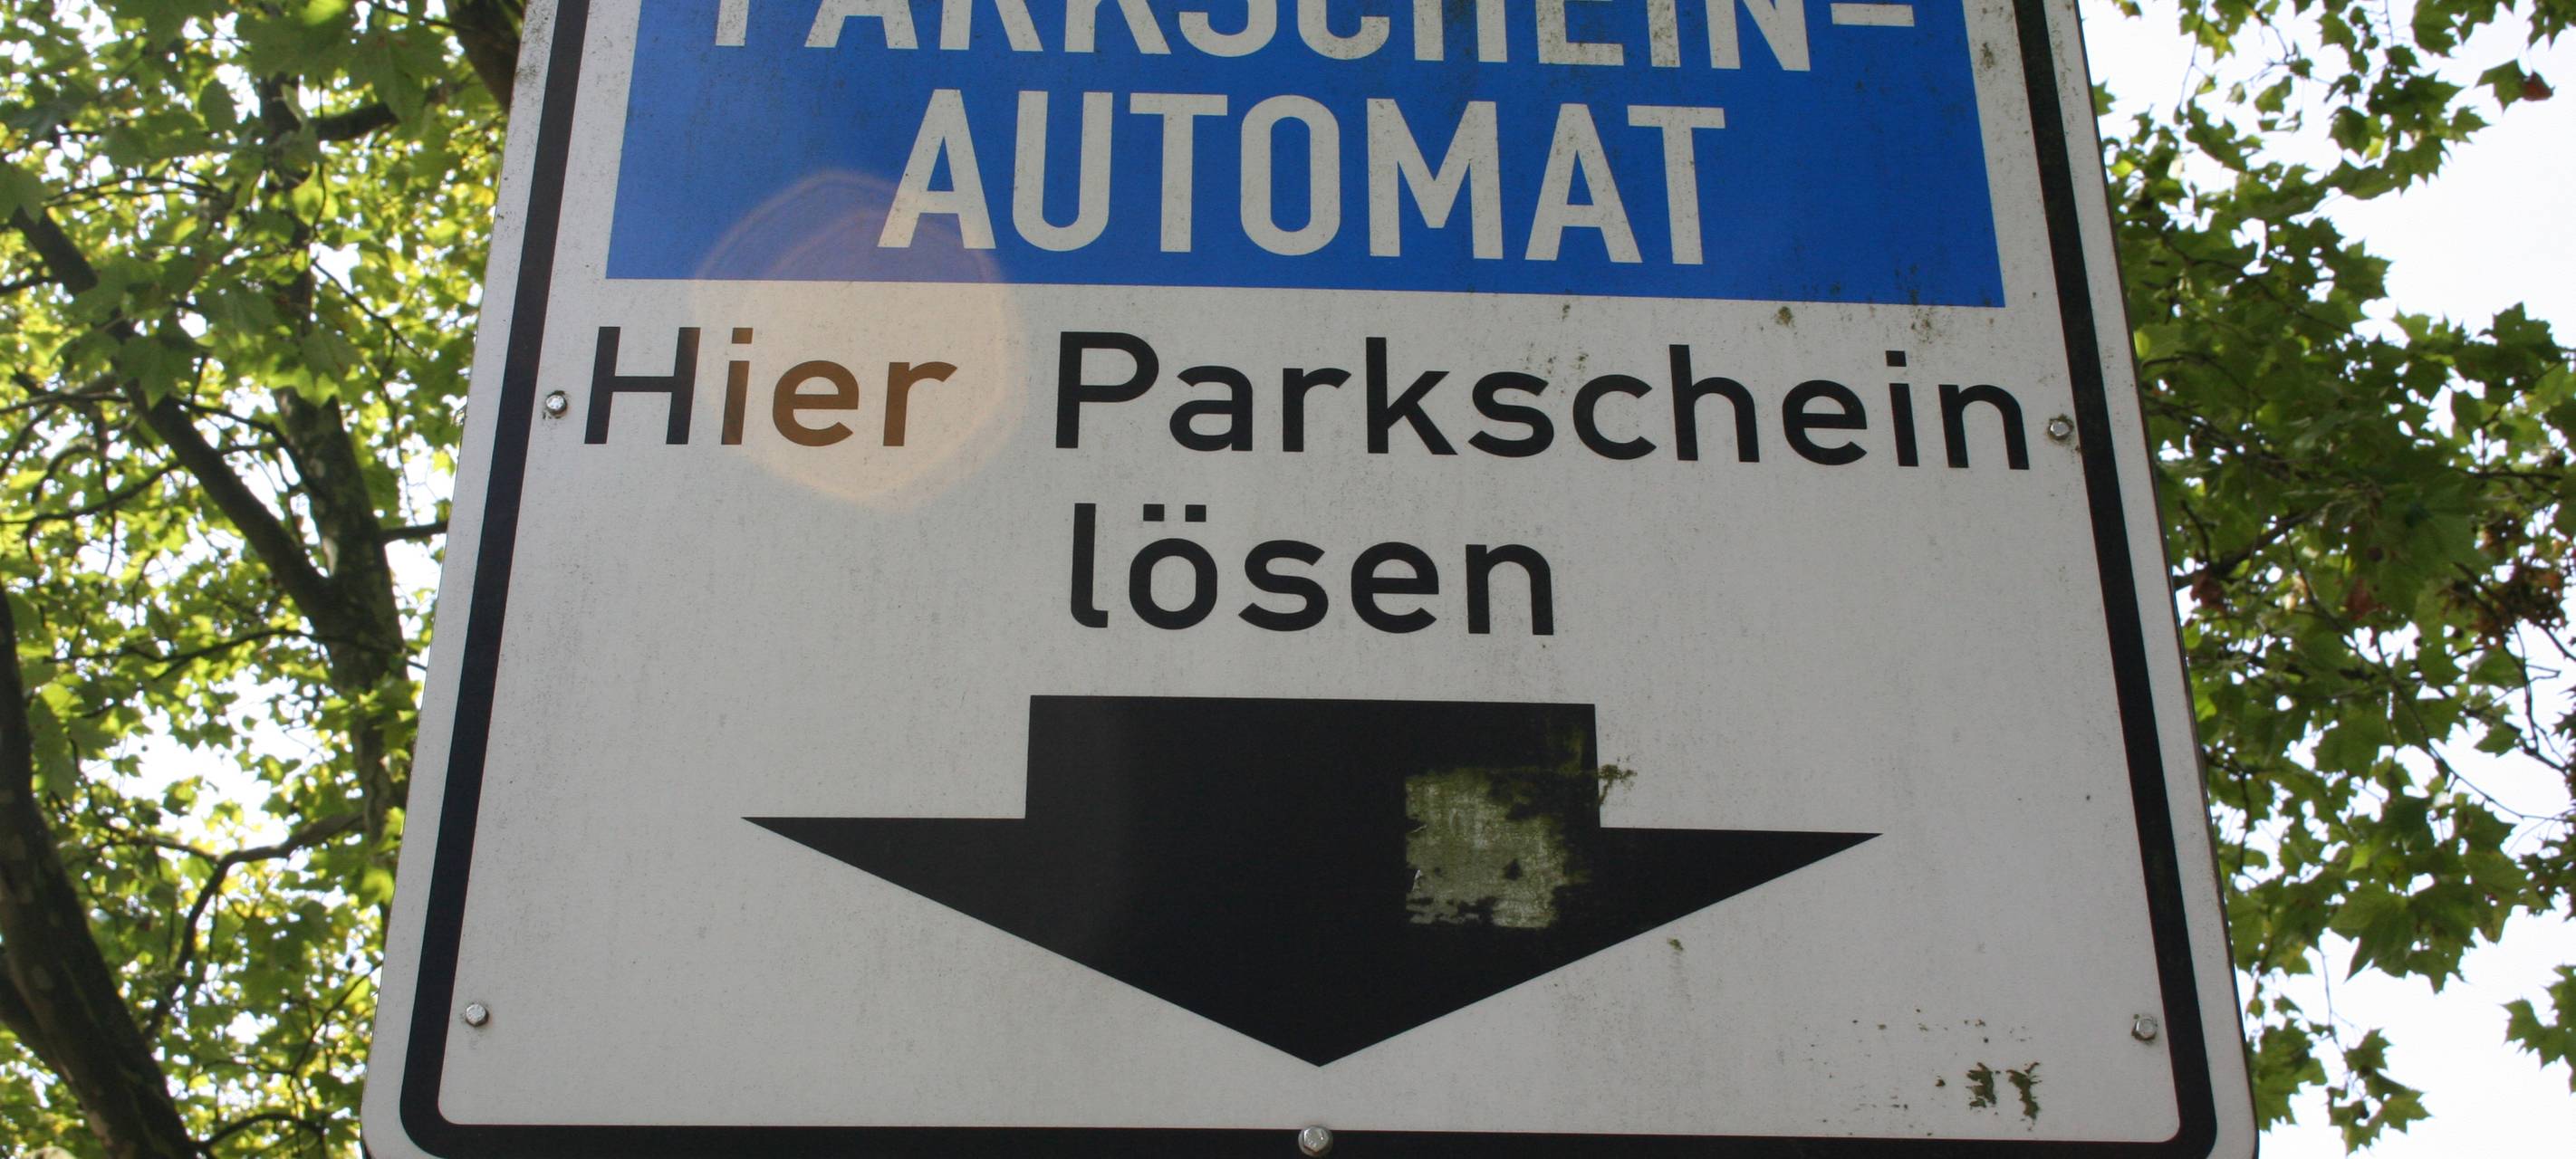 PARKSCHEIN-
AUTOMAT
Hier Parkschein
lösen